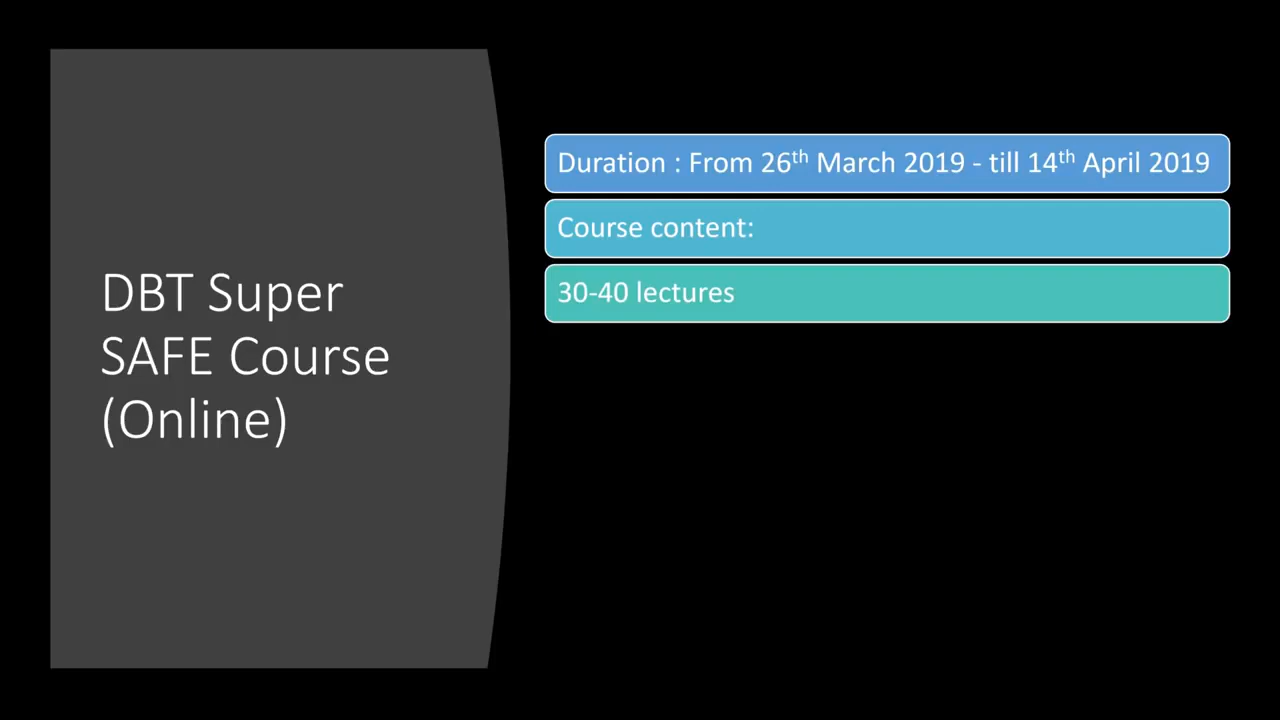 DBT Super
SAFE Course
(Online)
Duration : From 26th March 2019 - till 14th April 2019
Course content:
30-40 lectures